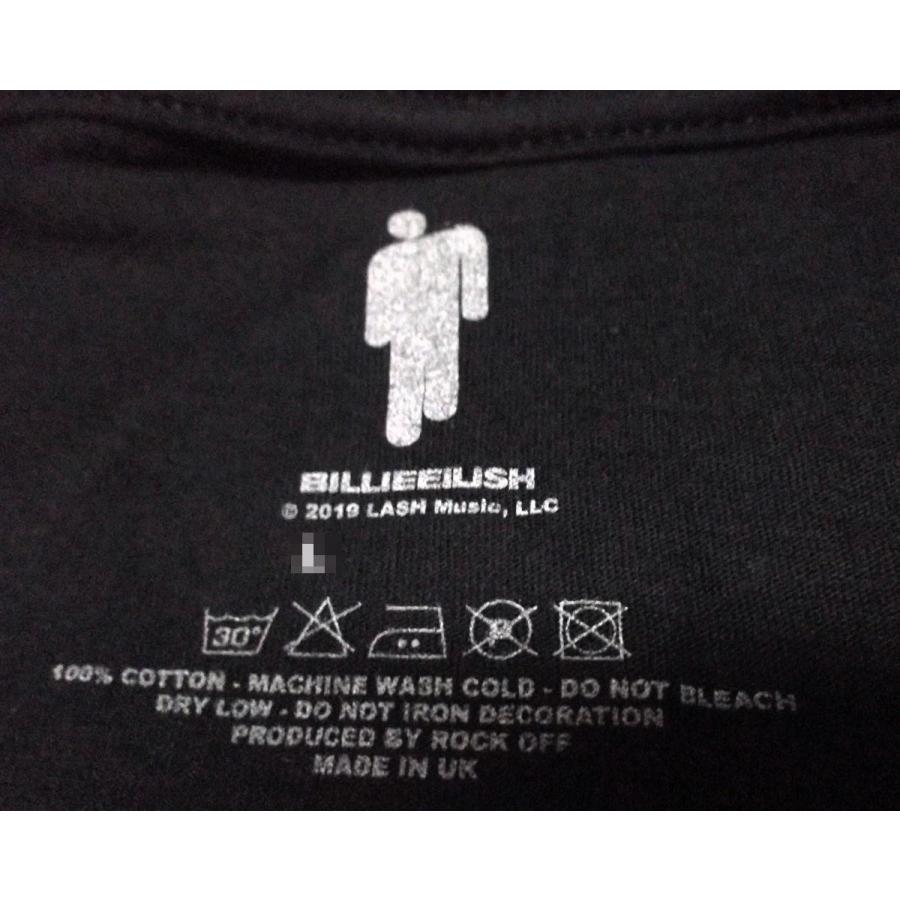 BILLIEEILISH
© 2019 LASH Music, LLC
L
30°
P
100% COTTON - MACHINE WASH COLD - DO NOT BLEACH
DRY LOW - DO NOT IRON DECORATION
PRODUCED BY ROCK OFF
MADE IN UK